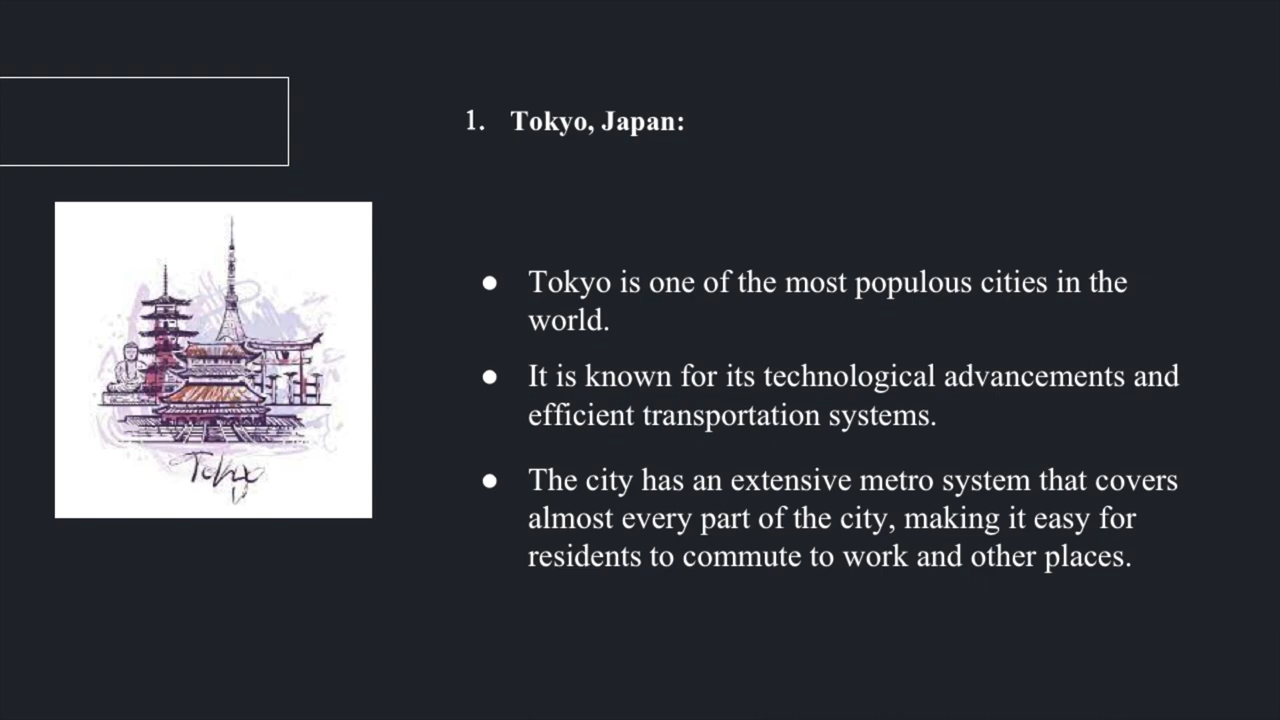 1. Tokyo, Japan:
● Tokyo is one of the most populous cities in the
world.
● It is known for its technological advancements and
efficient transportation systems.
● The city has an extensive metro system that covers
almost every part of the city, making it easy for
residents to commute to work and other places.
Tokyo